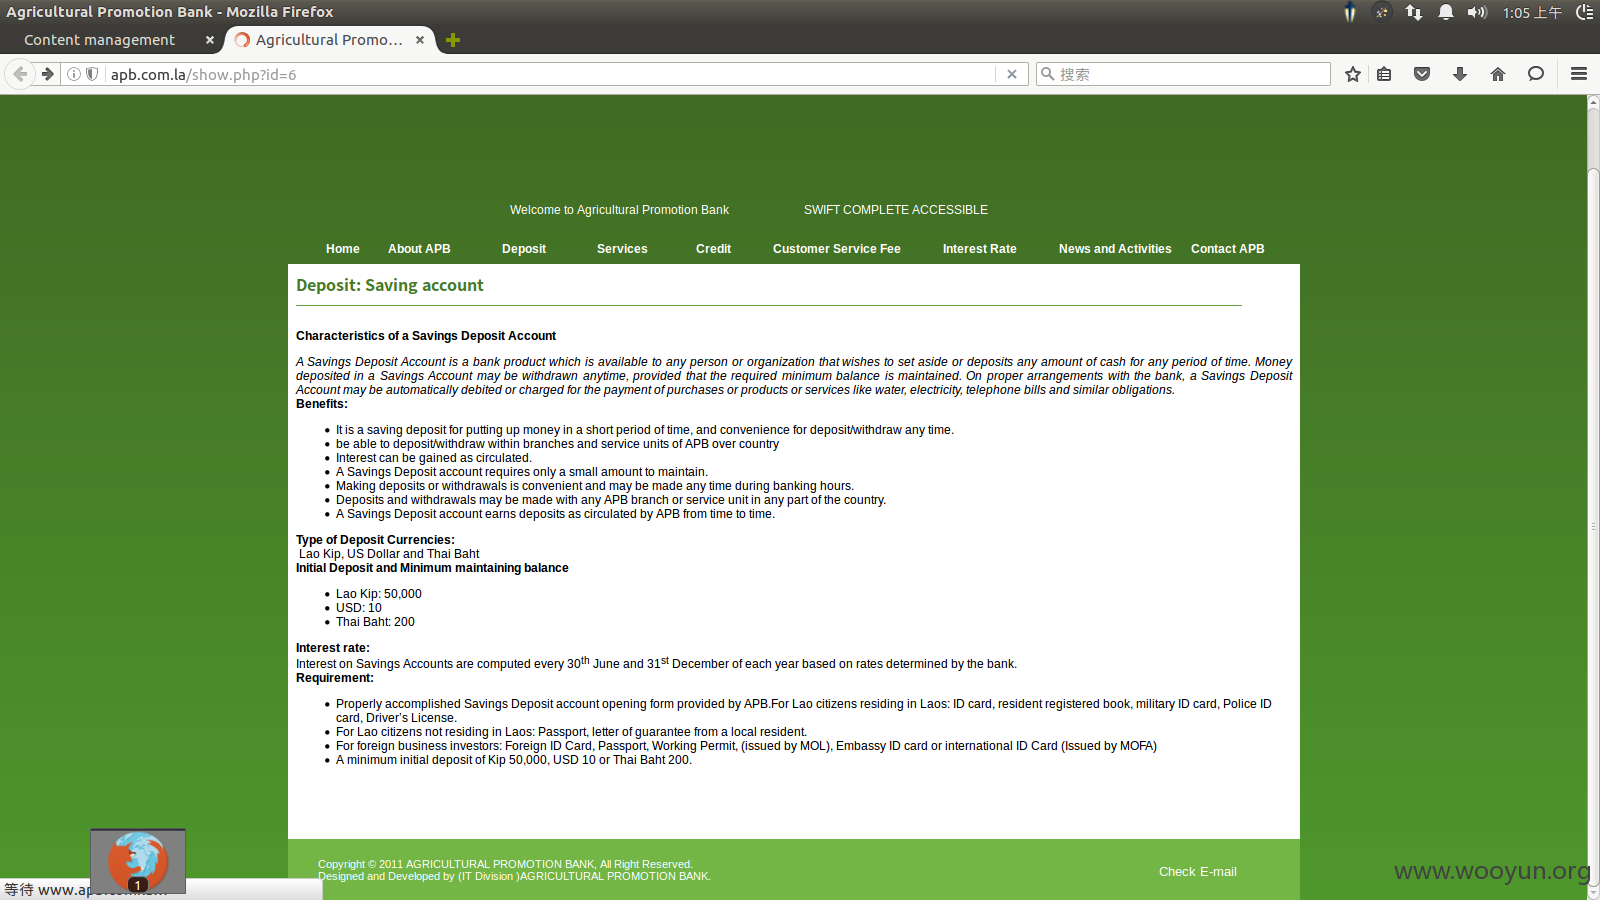 Agricultural Promotion Bank - Mozilla Firefox
1:05 上午
Content management
Agricultural Promo...
apb.com.la/show.php?id=6
搜索
Welcome to Agricultural Promotion Bank
SWIFT COMPLETE ACCESSIBLE
Home About APB Deposit Services Credit Customer Service Fee Interest Rate News and Activities Contact APB
Deposit: Saving account
Characteristics of a Savings Deposit Account
A Savings Deposit Account is a bank product which is available to any person or organization that wishes to set aside or deposits any amount of cash for any period of time. Money
deposited in a Savings Account may be withdrawn anytime, provided that the required minimum balance is maintained. On proper arrangements with the bank, a Savings Deposit
Account may be automatically debited or charged for the payment of purchases or products or services like water, electricity, telephone bills and similar obligations.
Benefits:
It is a saving deposit for putting up money in a short period of time, and convenience for deposit/withdraw any time.
be able to deposit/withdraw within branches and service units of APB over country
Interest can be gained as circulated.
A Savings Deposit account requires only a small amount to maintain.
Making deposits or withdrawals is convenient and may be made any time during banking hours.
Deposits and withdrawals may be made with any APB branch or service unit in any part of the country.
A Savings Deposit account earns deposits as circulated by APB from time to time.
Type of Deposit Currencies:
Lao Kip, US Dollar and Thai Baht
Initial Deposit and Minimum maintaining balance
Lao Kip: 50,000
USD: 10
Thai Baht: 200
Interest rate:
Interest on Savings Accounts are computed every 30th June and 31st December of each year based on rates determined by the bank.
Requirement:
Properly accomplished Savings Deposit account opening form provided by APB.For Lao citizens residing in Laos: ID card, resident registered book, military ID card, Police ID
card, Driver's License.
For Lao citizens not residing in Laos: Passport, letter of guarantee from a local resident.
For foreign business investors: Foreign ID Card, Passport, Working Permit, (issued by MOL), Embassy ID card or international ID Card (Issued by MOFA)
A minimum initial deposit of Kip 50,000, USD 10 or Thai Baht 200.
Copyright © 2011 AGRICULTURAL PROMOTION BANK, All Right Reserved.
Designed and Developed by (IT Division )AGRICULTURAL PROMOTION BANK.
Check E-mail
1
等待 www.ap
www.wooyun.org